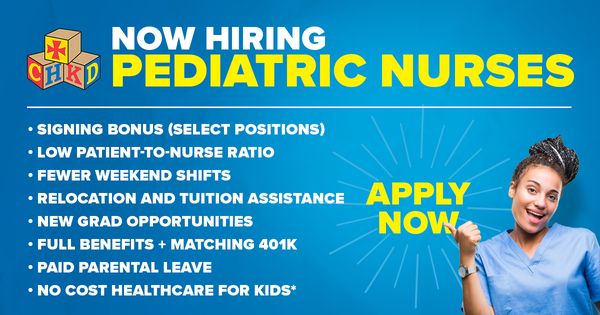 CHKD
NOW HIRING
PEDIATRIC NURSES
• SIGNING BONUS (SELECT POSITIONS)
• LOW PATIENT-TO-NURSE RATIO
• FEWER WEEKEND SHIFTS
• RELOCATION AND TUITION ASSISTANCE
• NEW GRAD OPPORTUNITIES
• FULL BENEFITS + MATCHING 401K
• PAID PARENTAL LEAVE
• NO COST HEALTHCARE FOR KIDS*
APPLY
NOW